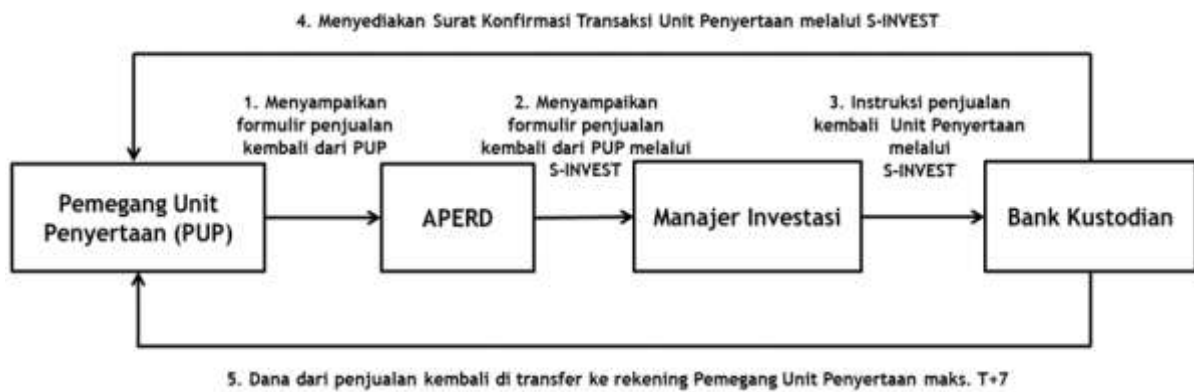 4. Menyediakan Surat Konfirmasi Transaksi Unit Penyertaan melalui S-INVEST
1. Menyampaikan
formulir penjualan
kembali dari PUP
2. Menyampaikan
formulir penjualan
kembali dari PUP melalui
S-INVEST
3. Instruksi penjualan
kembali Unit Penyertaan
melalui
S-INVEST
Pemegang Unit
Penyertaan (PUP)
APERD
Manajer Investasi
Bank Kustodian
5. Dana dari penjualan kembali di transfer ke rekening Pemegang Unit Penyertaan maks. T+7